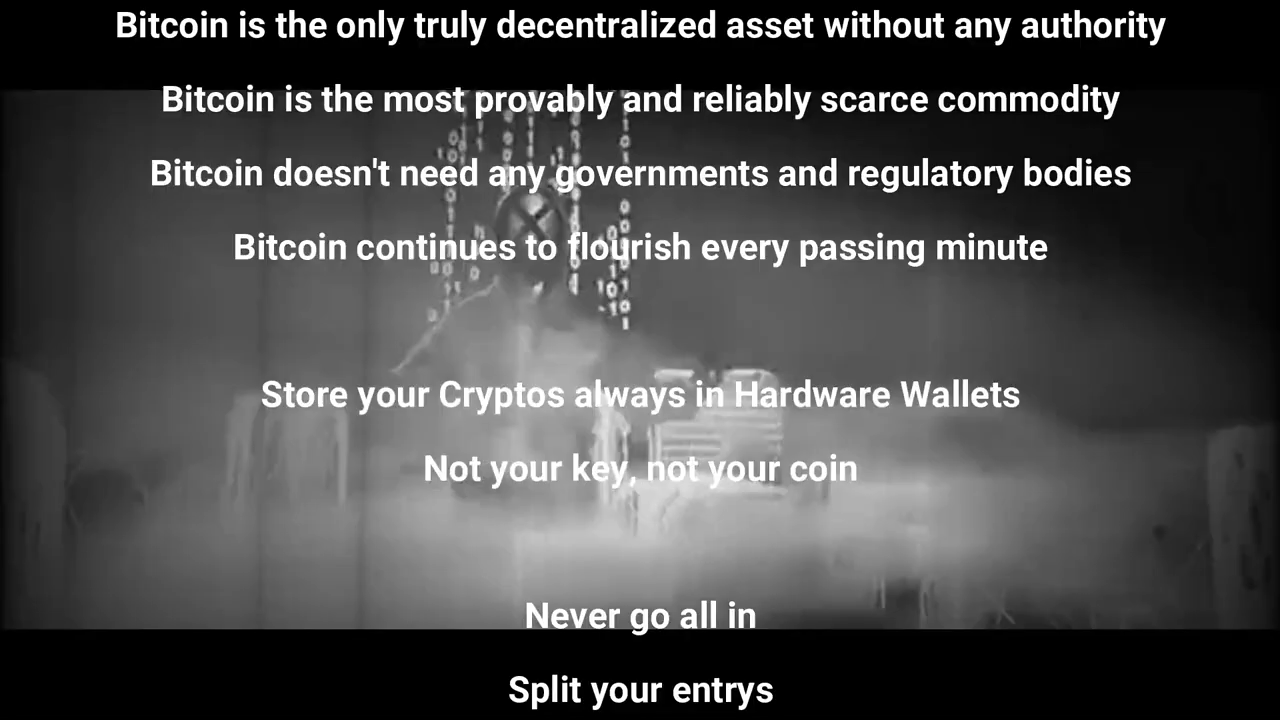 Bitcoin is the only truly decentralized asset without any authority
Bitcoin is the most provably and reliably scarce commodity
Bitcoin doesn't need any governments and regulatory bodies
Bitcoin continues to flourish every passing minute
Store your Cryptos always in Hardware Wallets
Not your key, not your coin
Never go all in
Split your entrys